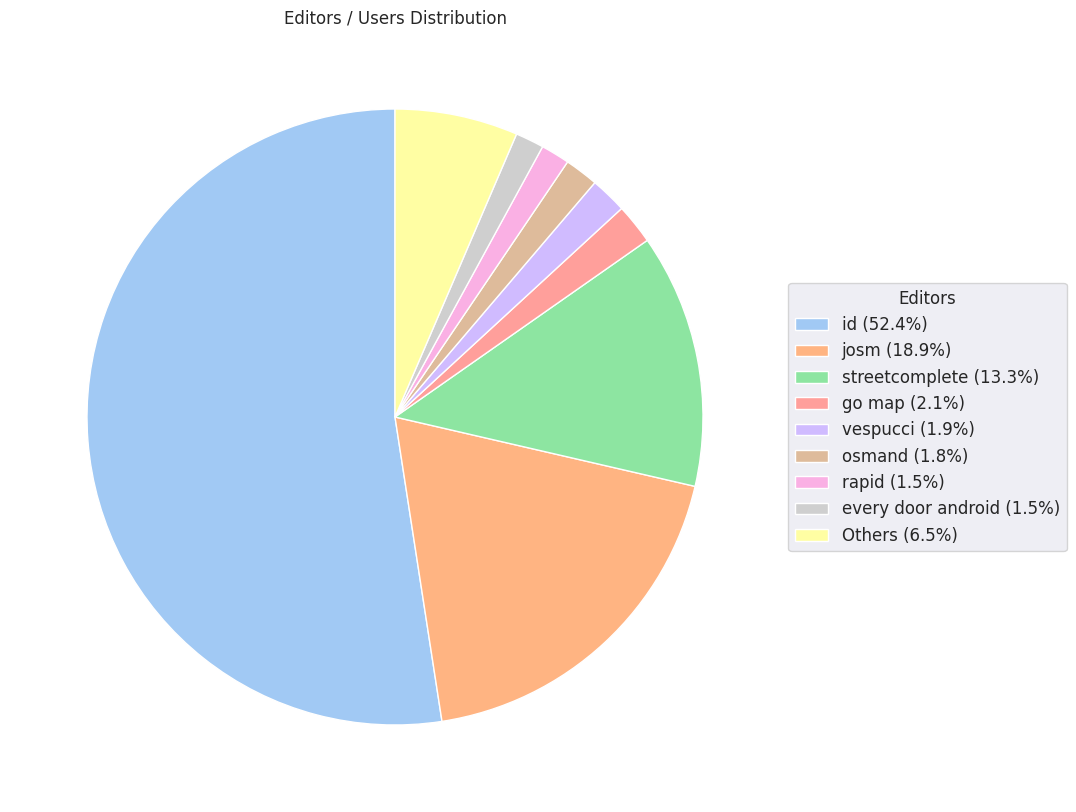 Editors / Users Distribution
Editors
id (52.4%)
josm (18.9%)
streetcomplete (13.3%)
go map (2.1%)
vespucci (1.9%)
osmand (1.8%)
rapid (1.5%)
every door android (1.5%)
Others (6.5%)